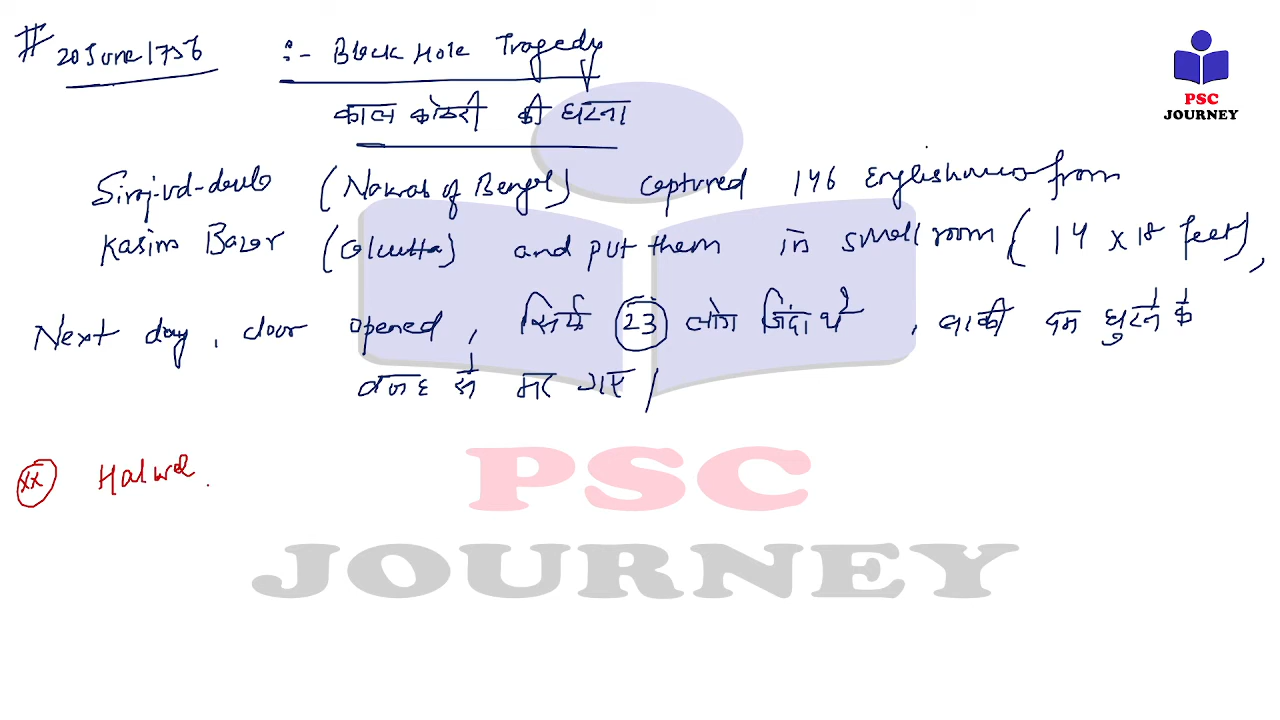 # 20 June 1756 :- Black Hole Tragedy
काल कोठरी की घटना
Siraj-ud-daula (Nawab of Bengal) captured 146 Englishmen from
Kasim Bazar (Calcutta) and put them in small room (14 x 18 feet),
Next day, door opened, सिर्फ 23 लोग जिंदा थे, बाकी दम घुटने के
वजह से मर गए।
xx Halwel
PSC
JOURNEY
PSC
JOURNEY